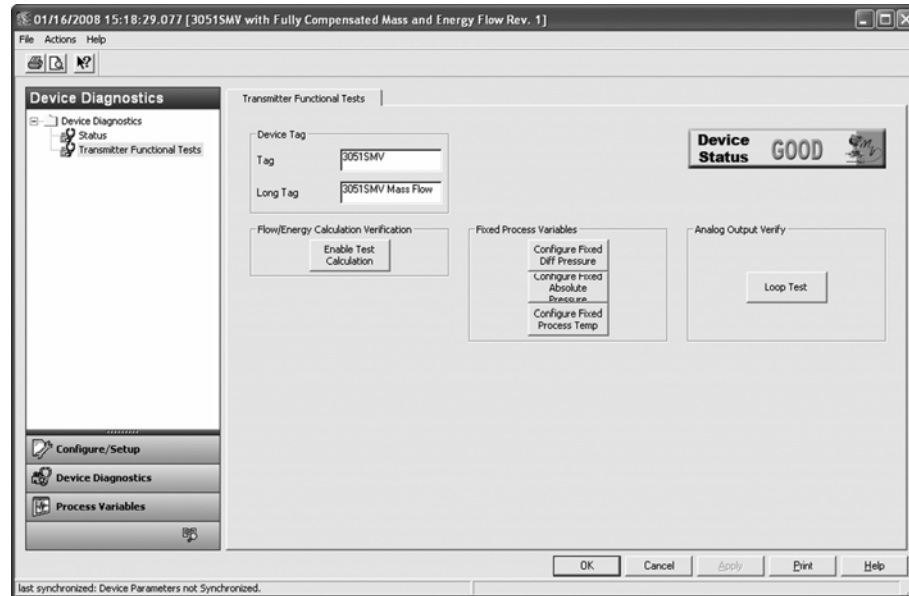 01/16/2008 15:18:29.077 [3051SMV with Fully Compensated Mass and Energy Flow Rev. 1]
File Actions Help
Device Diagnostics
Device Diagnostics
Status
Transmitter Functional Tests
Configure/Setup
Device Diagnostics
Process Variables
Transmitter Functional Tests
Device Tag
Tag
3051SMV
Long Tag
3051SMV Mass Flow
Device
Status
GOOD
Flow/Energy Calculation Verification
Enable Test
Calculation
Fixed Process Variables
Configure Fixed
Diff Pressure
Configure Fixed
Absolute
Pressure
Configure Fixed
Process Temp
Analog Output Verify
Loop Test
OK Cancel Apply Print Help
last synchronized: Device Parameters not Synchronized.